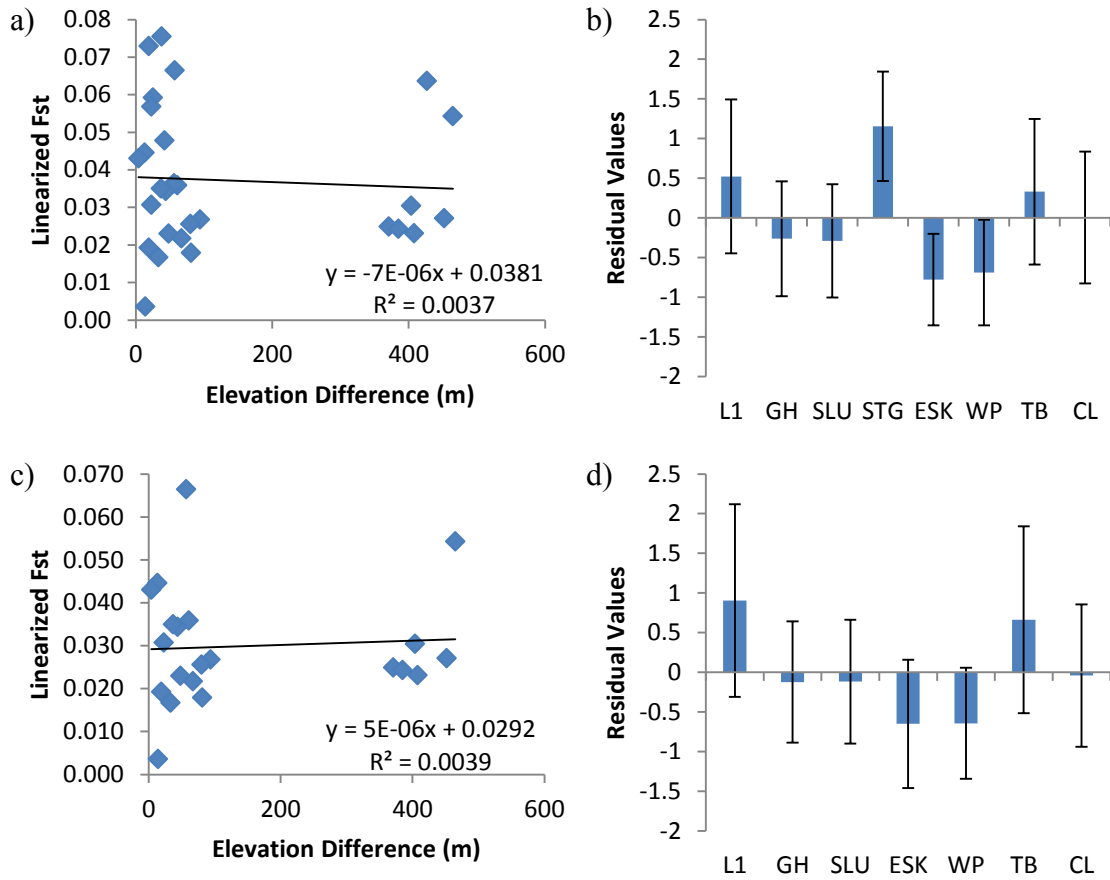 a)
Linearized Fst
0.08
0.07
0.06
0.05
0.04
0.03
0.02
0.01
0.00
y = -7E-06x + 0.0381
R² = 0.0037
0 200 400 600
Elevation Difference (m)
b)
Residual Values
2.5
2
1.5
1
0.5
0
-0.5
-1
-1.5
-2
L1 GH SLU STG ESK WP TB CL
c)
Linearized Fst
0.070
0.060
0.050
0.040
0.030
0.020
0.010
0.000
y = 5E-06x + 0.0292
R² = 0.0039
0 200 400 600
Elevation Difference (m)
d)
Residual Values
2.5
2
1.5
1
0.5
0
-0.5
-1
-1.5
-2
L1 GH SLU ESK WP TB CL